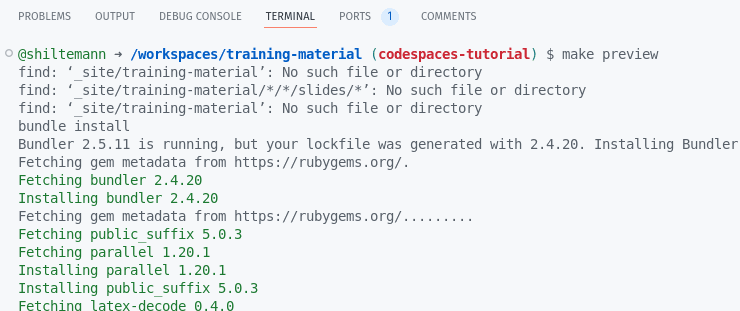 PROBLEMS OUTPUT DEBUG CONSOLE TERMINAL PORTS 1 COMMENTS
@shiltemann ➜ /workspaces/training-material (codespaces-tutorial) $ make preview
find: ‘_site/training-material’: No such file or directory
find: ‘_site/training-material/*/*/slides/*’: No such file or directory
find: ‘_site/training-material’: No such file or directory
bundle install
Bundler 2.5.11 is running, but your lockfile was generated with 2.4.20. Installing Bundler
Fetching gem metadata from https://rubygems.org/.
Fetching bundler 2.4.20
Installing bundler 2.4.20
Fetching gem metadata from https://rubygems.org/.........
Fetching public_suffix 5.0.3
Fetching parallel 1.20.1
Installing parallel 1.20.1
Installing public_suffix 5.0.3
Fetching latex-decode 0.4.0